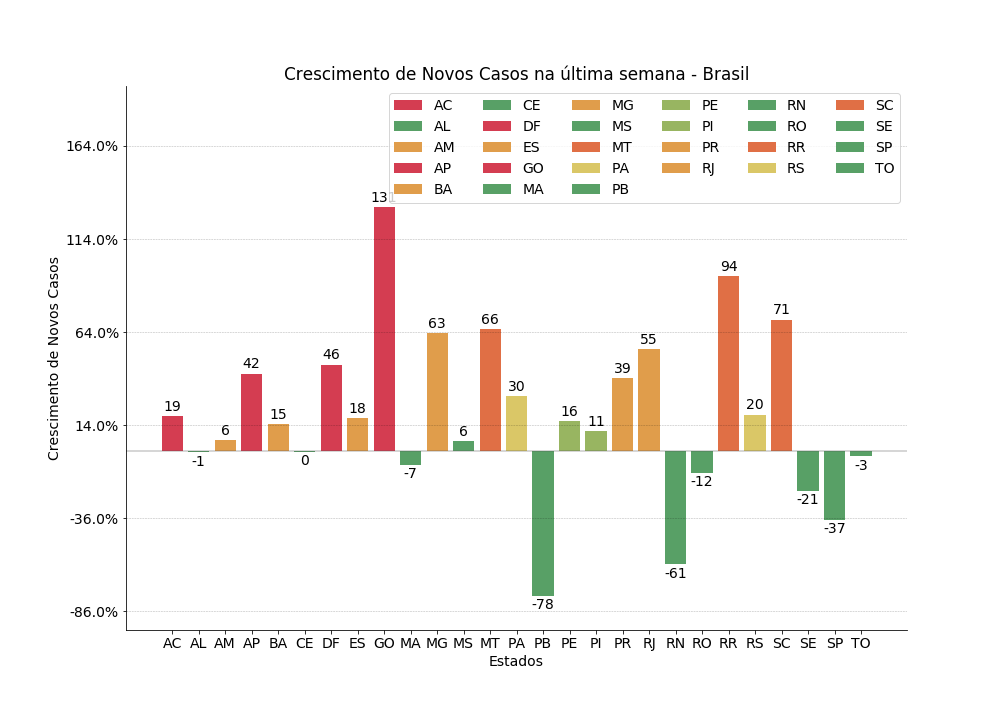 Crescimento de Novos Casos na última semana - Brasil
AC CE MG PE RN SC
AL DF MS PI RO SE
AM ES MT PR RR SP
AP GO PA RJ RS TO
BA MA PB
164.0%
114.0%
64.0%
14.0%
-36.0%
-86.0%
Crescimento de Novos Casos
19 -1 6 42 15 0 46 18 131 -7 63 6 66 30 -78 16 11 39 55 -61 -12 94 20 71 -21 -37 -3
AC AL AM AP BA CE DF ES GO MA MG MS MT PA PB PE PI PR RJ RN RO RR RS SC SE SP TO
Estados